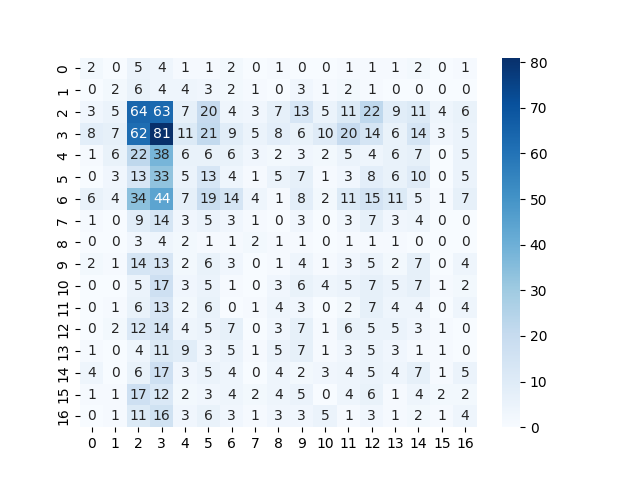 0 2 0 5 4 1 1 2 0 1 0 0 1 1 1 2 0 1
1 0 2 6 4 4 3 2 1 0 3 1 2 1 0 0 0 0
2 3 5 64 63 7 20 4 3 7 13 5 11 22 9 11 4 6
3 8 7 62 81 11 21 9 5 8 6 10 20 14 6 14 3 5
4 1 6 22 38 6 6 6 3 2 3 2 5 4 6 7 0 5
5 0 3 13 33 5 13 4 1 5 7 1 3 8 6 10 0 5
6 6 4 34 44 7 19 14 4 1 8 2 11 15 11 5 1 7
7 1 0 9 14 3 5 3 1 0 3 0 3 7 3 4 0 0
8 0 0 3 4 2 1 1 2 1 1 0 1 1 1 0 0 0
9 2 1 14 13 2 6 3 0 1 4 1 3 5 2 7 0 4
10 0 0 5 17 3 5 1 0 3 6 4 5 7 5 7 1 2
11 0 1 6 13 2 6 0 1 4 3 0 2 7 4 4 0 4
12 0 2 12 14 4 5 7 0 3 7 1 6 5 5 3 1 0
13 1 0 4 11 9 3 5 1 5 7 1 3 5 3 1 1 0
14 4 0 6 17 3 5 4 0 4 2 3 4 5 4 7 1 5
15 1 1 17 12 2 3 4 2 4 5 0 4 6 1 4 2 2
16 0 1 11 16 3 6 3 1 3 3 5 1 3 1 2 1 4
0 1 2 3 4 5 6 7 8 9 10 11 12 13 14 15 16
80
70
60
50
40
30
20
10
0